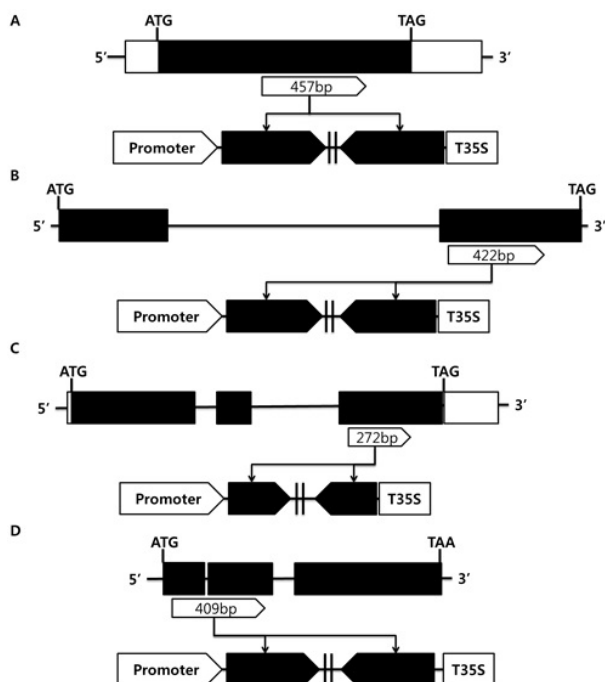 A
ATG TAG
5' 3'
457bp
Promoter T35S
B
ATG TAG
5' 3'
422bp
Promoter T35S
C
ATG TAG
5' 3'
272bp
Promoter T35S
D
ATG TAA
5' 3'
409bp
Promoter T35S